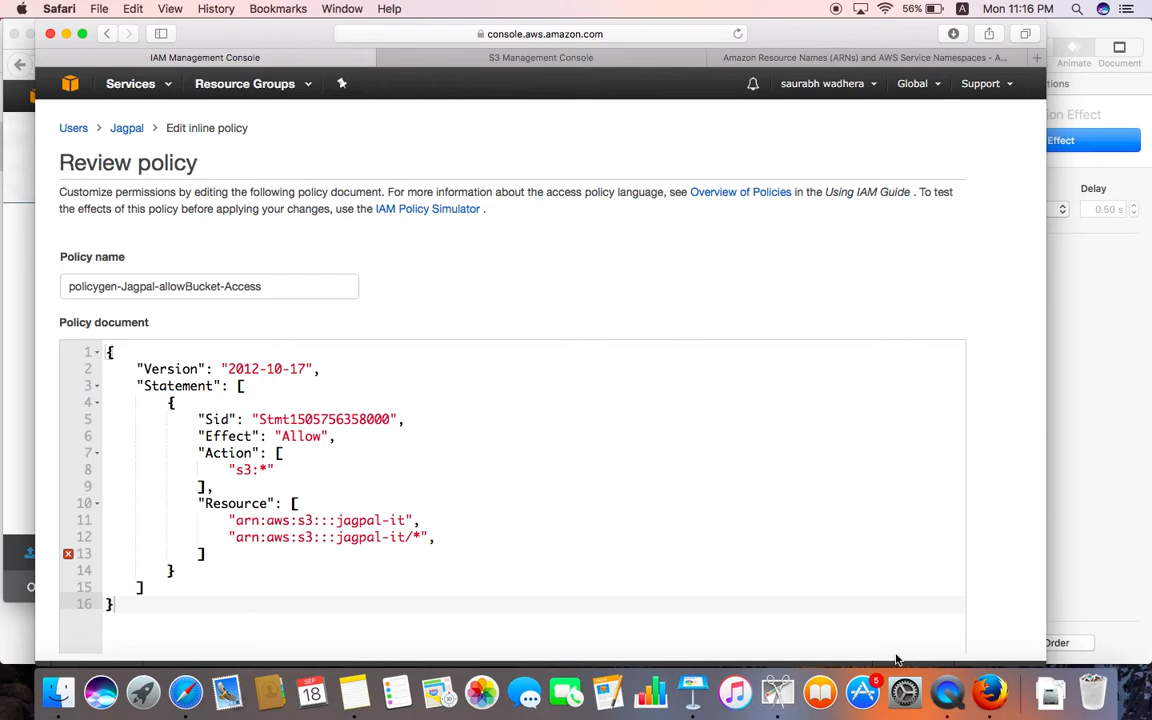 Safari File Edit View History Bookmarks Window Help 56% A Mon 11:16 PM
console.aws.amazon.com
IAM Management Console S3 Management Console Amazon Resource Names (ARNs) and AWS Service Namespaces - A...
Animate Document
Services Resource Groups saurabh wadhera Global Support
Users > Jagpal > Edit inline policy
Effect
Review policy
Customize permissions by editing the following policy document. For more information about the access policy language, see Overview of Policies in the Using IAM Guide . To test
the effects of this policy before applying your changes, use the IAM Policy Simulator .
Delay
0.50 s
Policy name
policygen-Jagpal-allowBucket-Access
Policy document
1 {
2 "Version": "2012-10-17",
3 "Statement": [
4 {
5 "Sid": "Stmt1505756358000",
6 "Effect": "Allow",
7 "Action": [
8 "s3:*"
9 ],
10 "Resource": [
11 "arn:aws:s3:::jagpal-it",
12 "arn:aws:s3:::jagpal-it/*",
13 ]
14 }
15 ]
16 }
Order
SEP
18
5